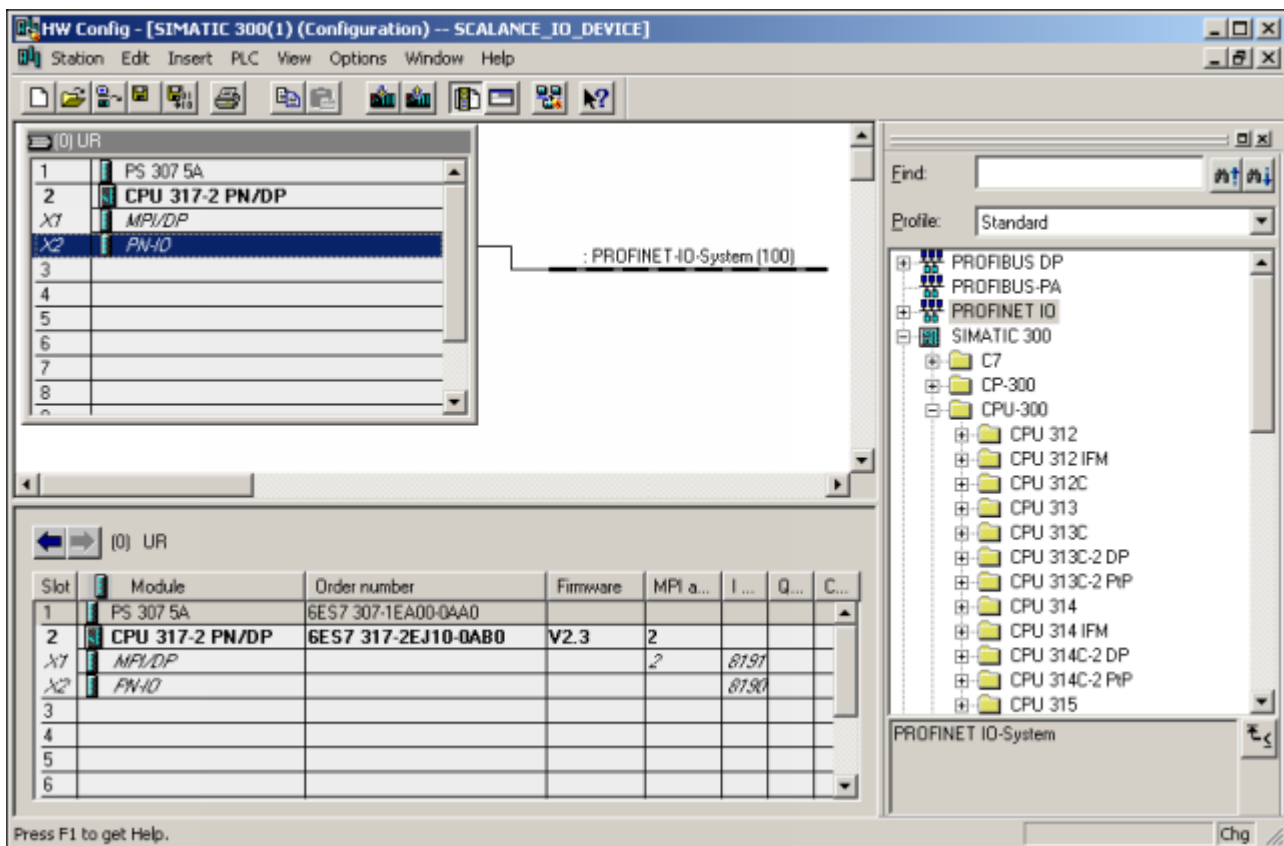 HW Config - [SIMATIC 300(1) (Configuration) -- SCALANCE_IO_DEVICE]
Station Edit Insert PLC View Options Window Help
(0) UR
1 PS 307 5A
2 CPU 317-2 PN/DP
X1 MPI/DP
X2 PN-IO
3
4
5
6
7
8
: PROFINET-IO-System (100)
Find:
Profile: Standard
PROFIBUS DP
PROFIBUS-PA
PROFINET IO
SIMATIC 300
C7
CP-300
CPU-300
CPU 312
CPU 312 IFM
CPU 312C
CPU 313
CPU 313C
CPU 313C-2 DP
CPU 313C-2 PtP
CPU 314
CPU 314 IFM
CPU 314C-2 DP
CPU 314C-2 PtP
CPU 315
PROFINET IO-System
(0) UR
Slot Module Order number Firmware MPI a... I ... Q... C...
1 PS 307 5A 6ES7 307-1EA00-0AA0
2 CPU 317-2 PN/DP 6ES7 317-2EJ10-0AB0 V2.3 2
X1 MPI/DP 2 8191
X2 PN-IO 8190
3
4
5
6
Press F1 to get Help.
Chg